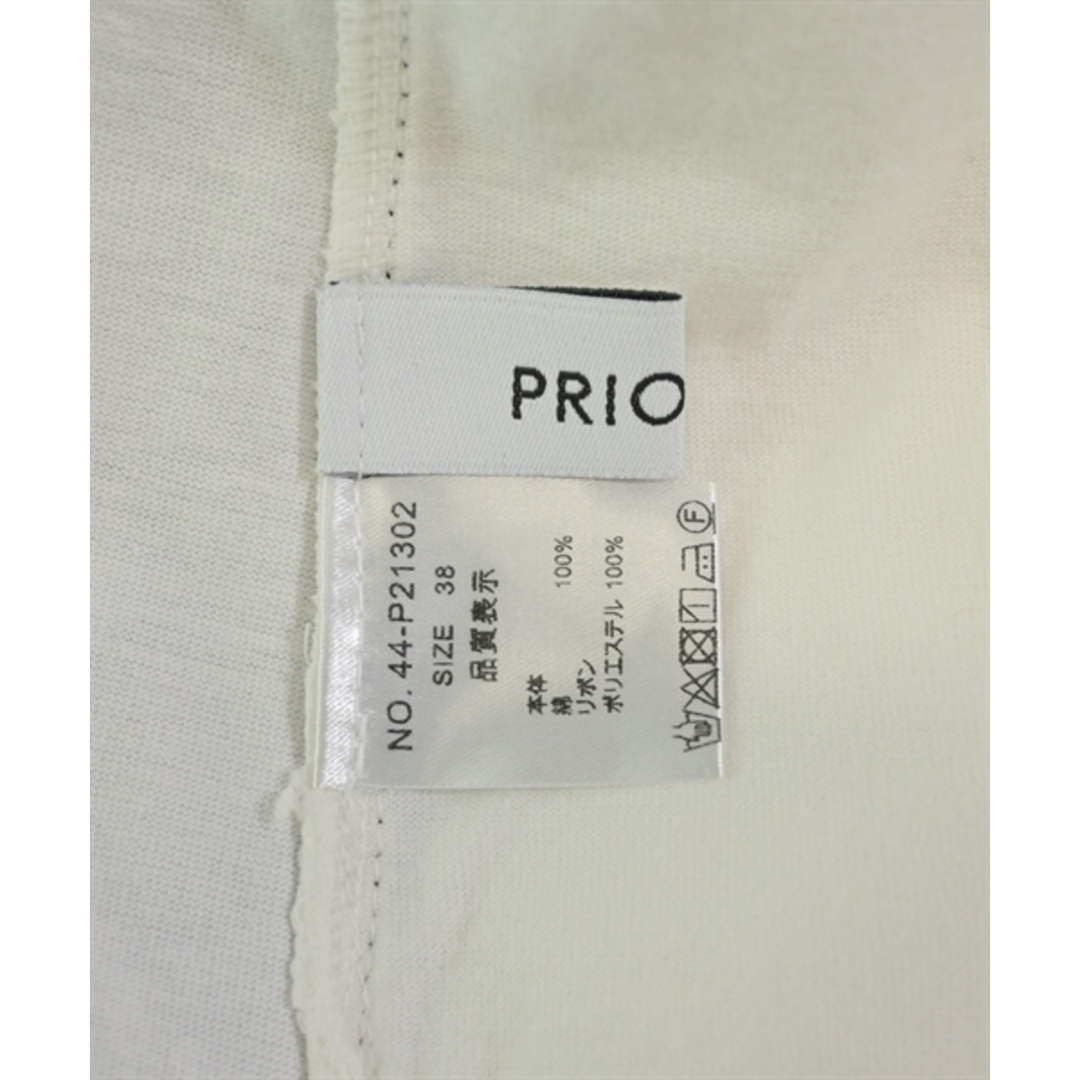 PRIO
NO. 44-P21302
SIZE 38
品質表示
本体
綿 100%
リボン
ポリエステル 100%
F